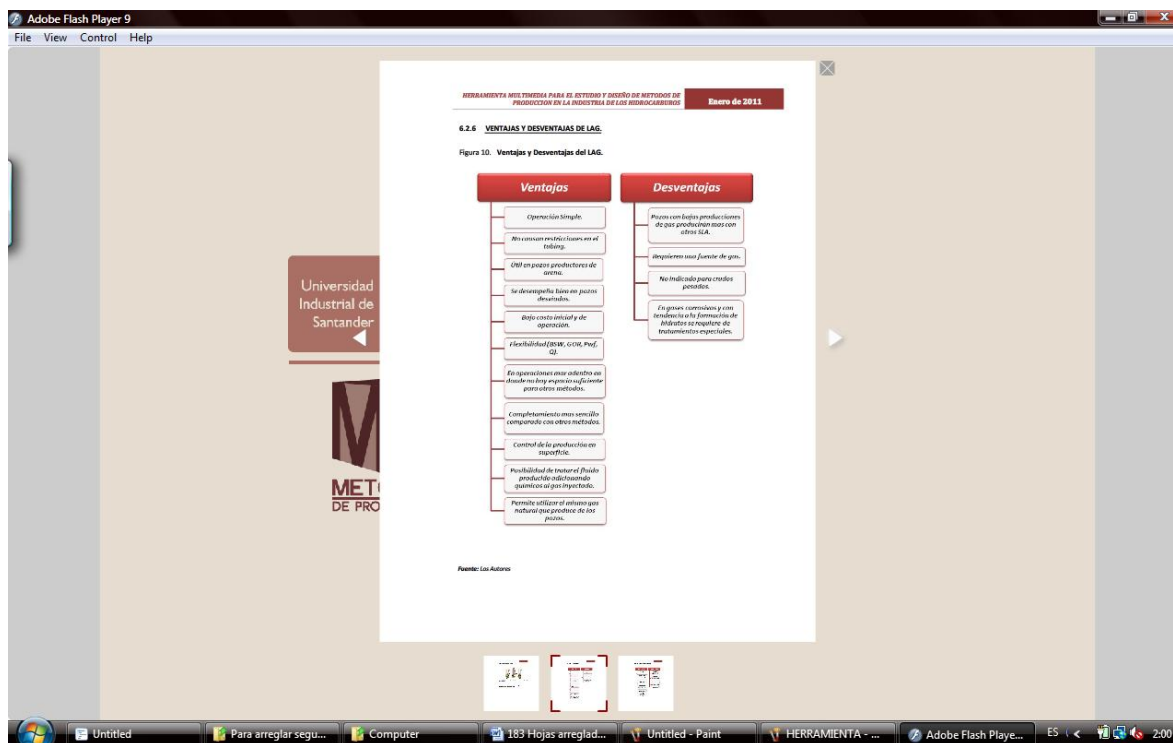 Adobe Flash Player 9
File View Control Help
HERRAMIENTA MULTIMEDIA PARA EL ESTUDIO Y DISEÑO DE METODOS DE
PRODUCCION EN LA INDUSTRIA DE LOS HIDROCARBUROS
Enero de 2011
6.2.6 VENTAJAS Y DESVENTAJAS DE LAG.
Figura 10. Ventajas y Desventajas del LAG.
Ventajas
Operación Simple.
No causan restricciones en el
tubing.
Útil en pozos productores de
arena.
Se desempeña bien en pozos
desviados.
Bajo costo inicial y de
operación.
Flexibilidad (BSW, GOR, Pwf,
Q).
En operaciones mar adentro en
donde no hay espacio suficiente
para otros métodos.
Completamiento mas sencillo
comparado con otros métodos.
Control de la producción en
superficie.
Posibilidad de tratar el fluido
producido adicionando
químicos al gas inyectado.
Permite utilizar el mismo gas
natural que produce de los
pozos.
Desventajas
Pozos con bajas producciones
de gas producirán mas con
otros SLA.
Requieren una fuente de gas.
No indicado para crudos
pesados.
En gases corrosivos y con
tendencia a la formación de
hidratos se requiere de
tratamientos especiales.
Fuente: Los Autores
Universidad
Industrial de
Santander
MET
DE PRO
Untitled
Para arreglar segu...
Computer
183 Hojas arreglad...
Untitled - Paint
HERRAMIENTA - ...
Adobe Flash Playe...
ES
2:00